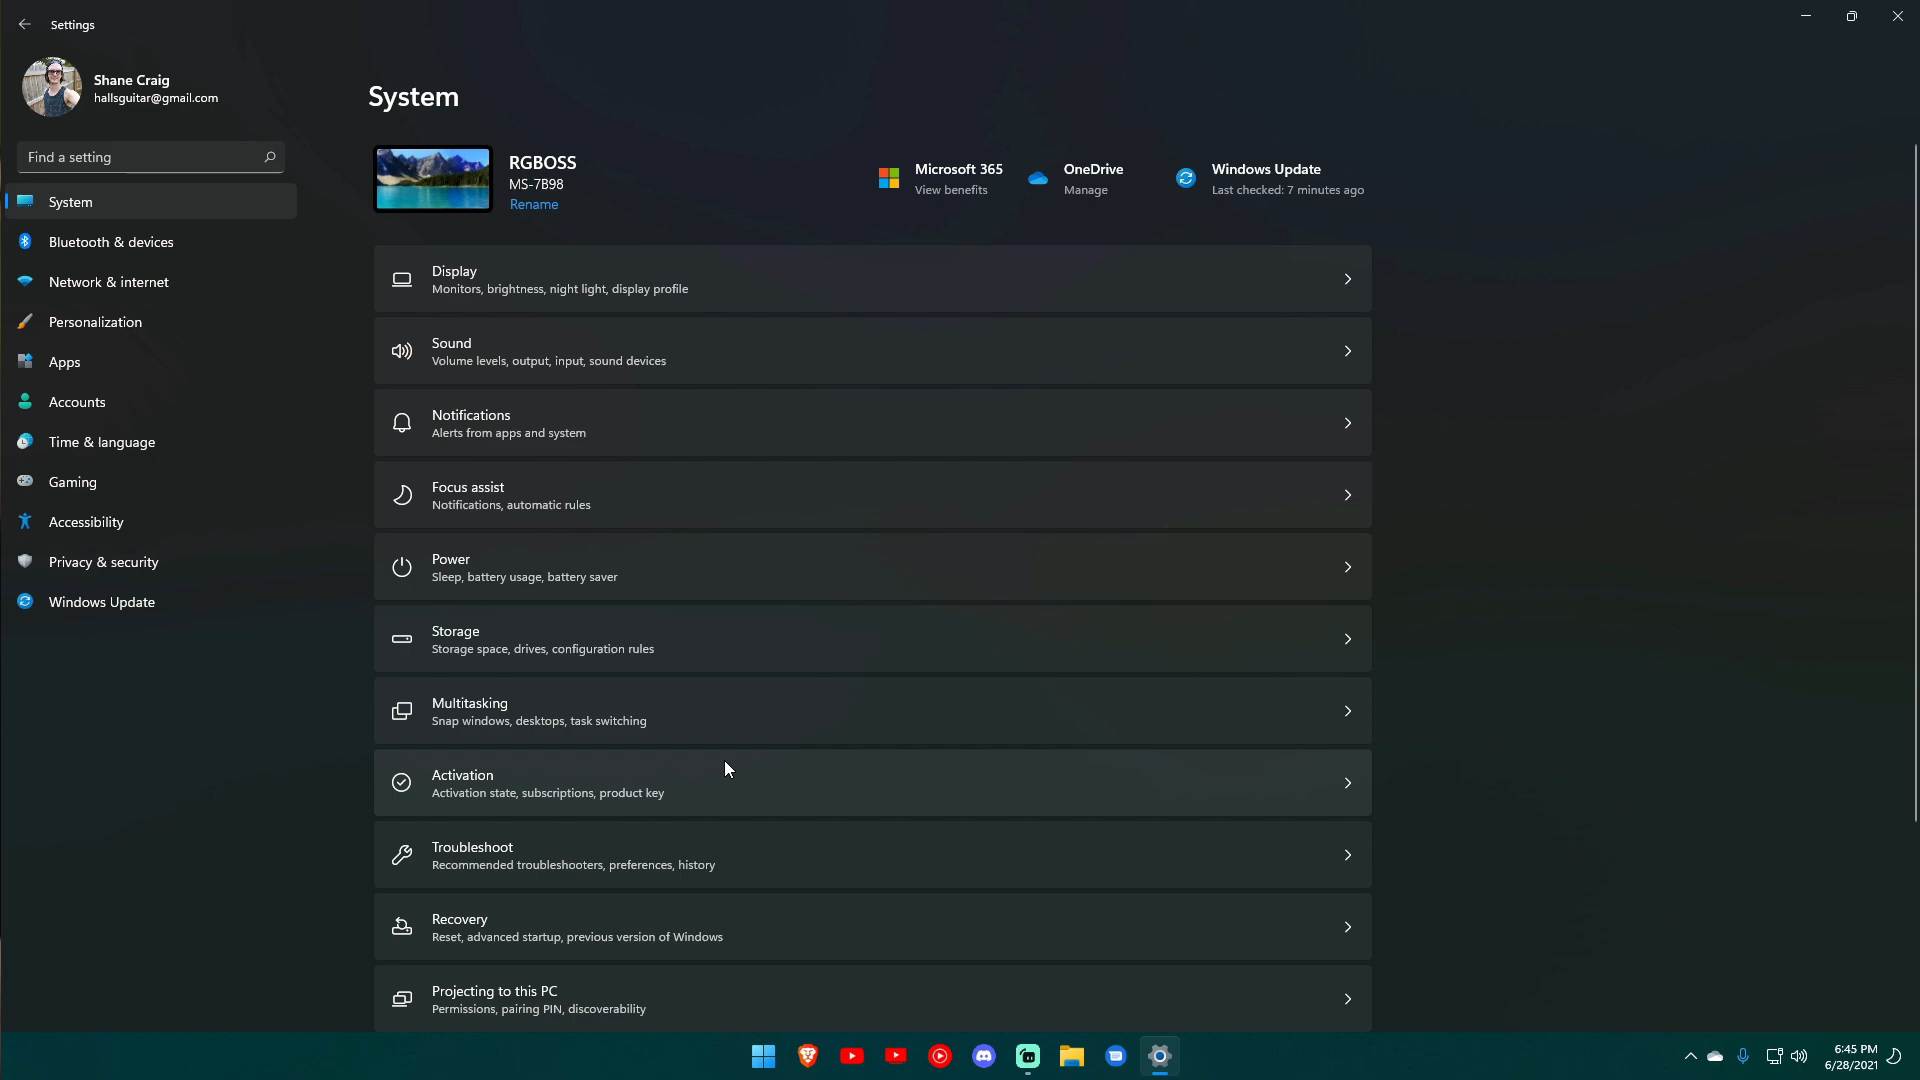 Settings
Shane Craig
hallsguitar@gmail.com
Find a setting
System
Bluetooth & devices
Network & internet
Personalization
Apps
Accounts
Time & language
Gaming
Accessibility
Privacy & security
Windows Update
System
RGBOSS
MS-7B98
Rename
Microsoft 365
View benefits
OneDrive
Manage
Windows Update
Last checked: 7 minutes ago
Display
Monitors, brightness, night light, display profile
Sound
Volume levels, output, input, sound devices
Notifications
Alerts from apps and system
Focus assist
Notifications, automatic rules
Power
Sleep, battery usage, battery saver
Storage
Storage space, drives, configuration rules
Multitasking
Snap windows, desktops, task switching
Activation
Activation state, subscriptions, product key
Troubleshoot
Recommended troubleshooters, preferences, history
Recovery
Reset, advanced startup, previous version of Windows
Projecting to this PC
Permissions, pairing PIN, discoverability
6:45 PM
6/28/2021